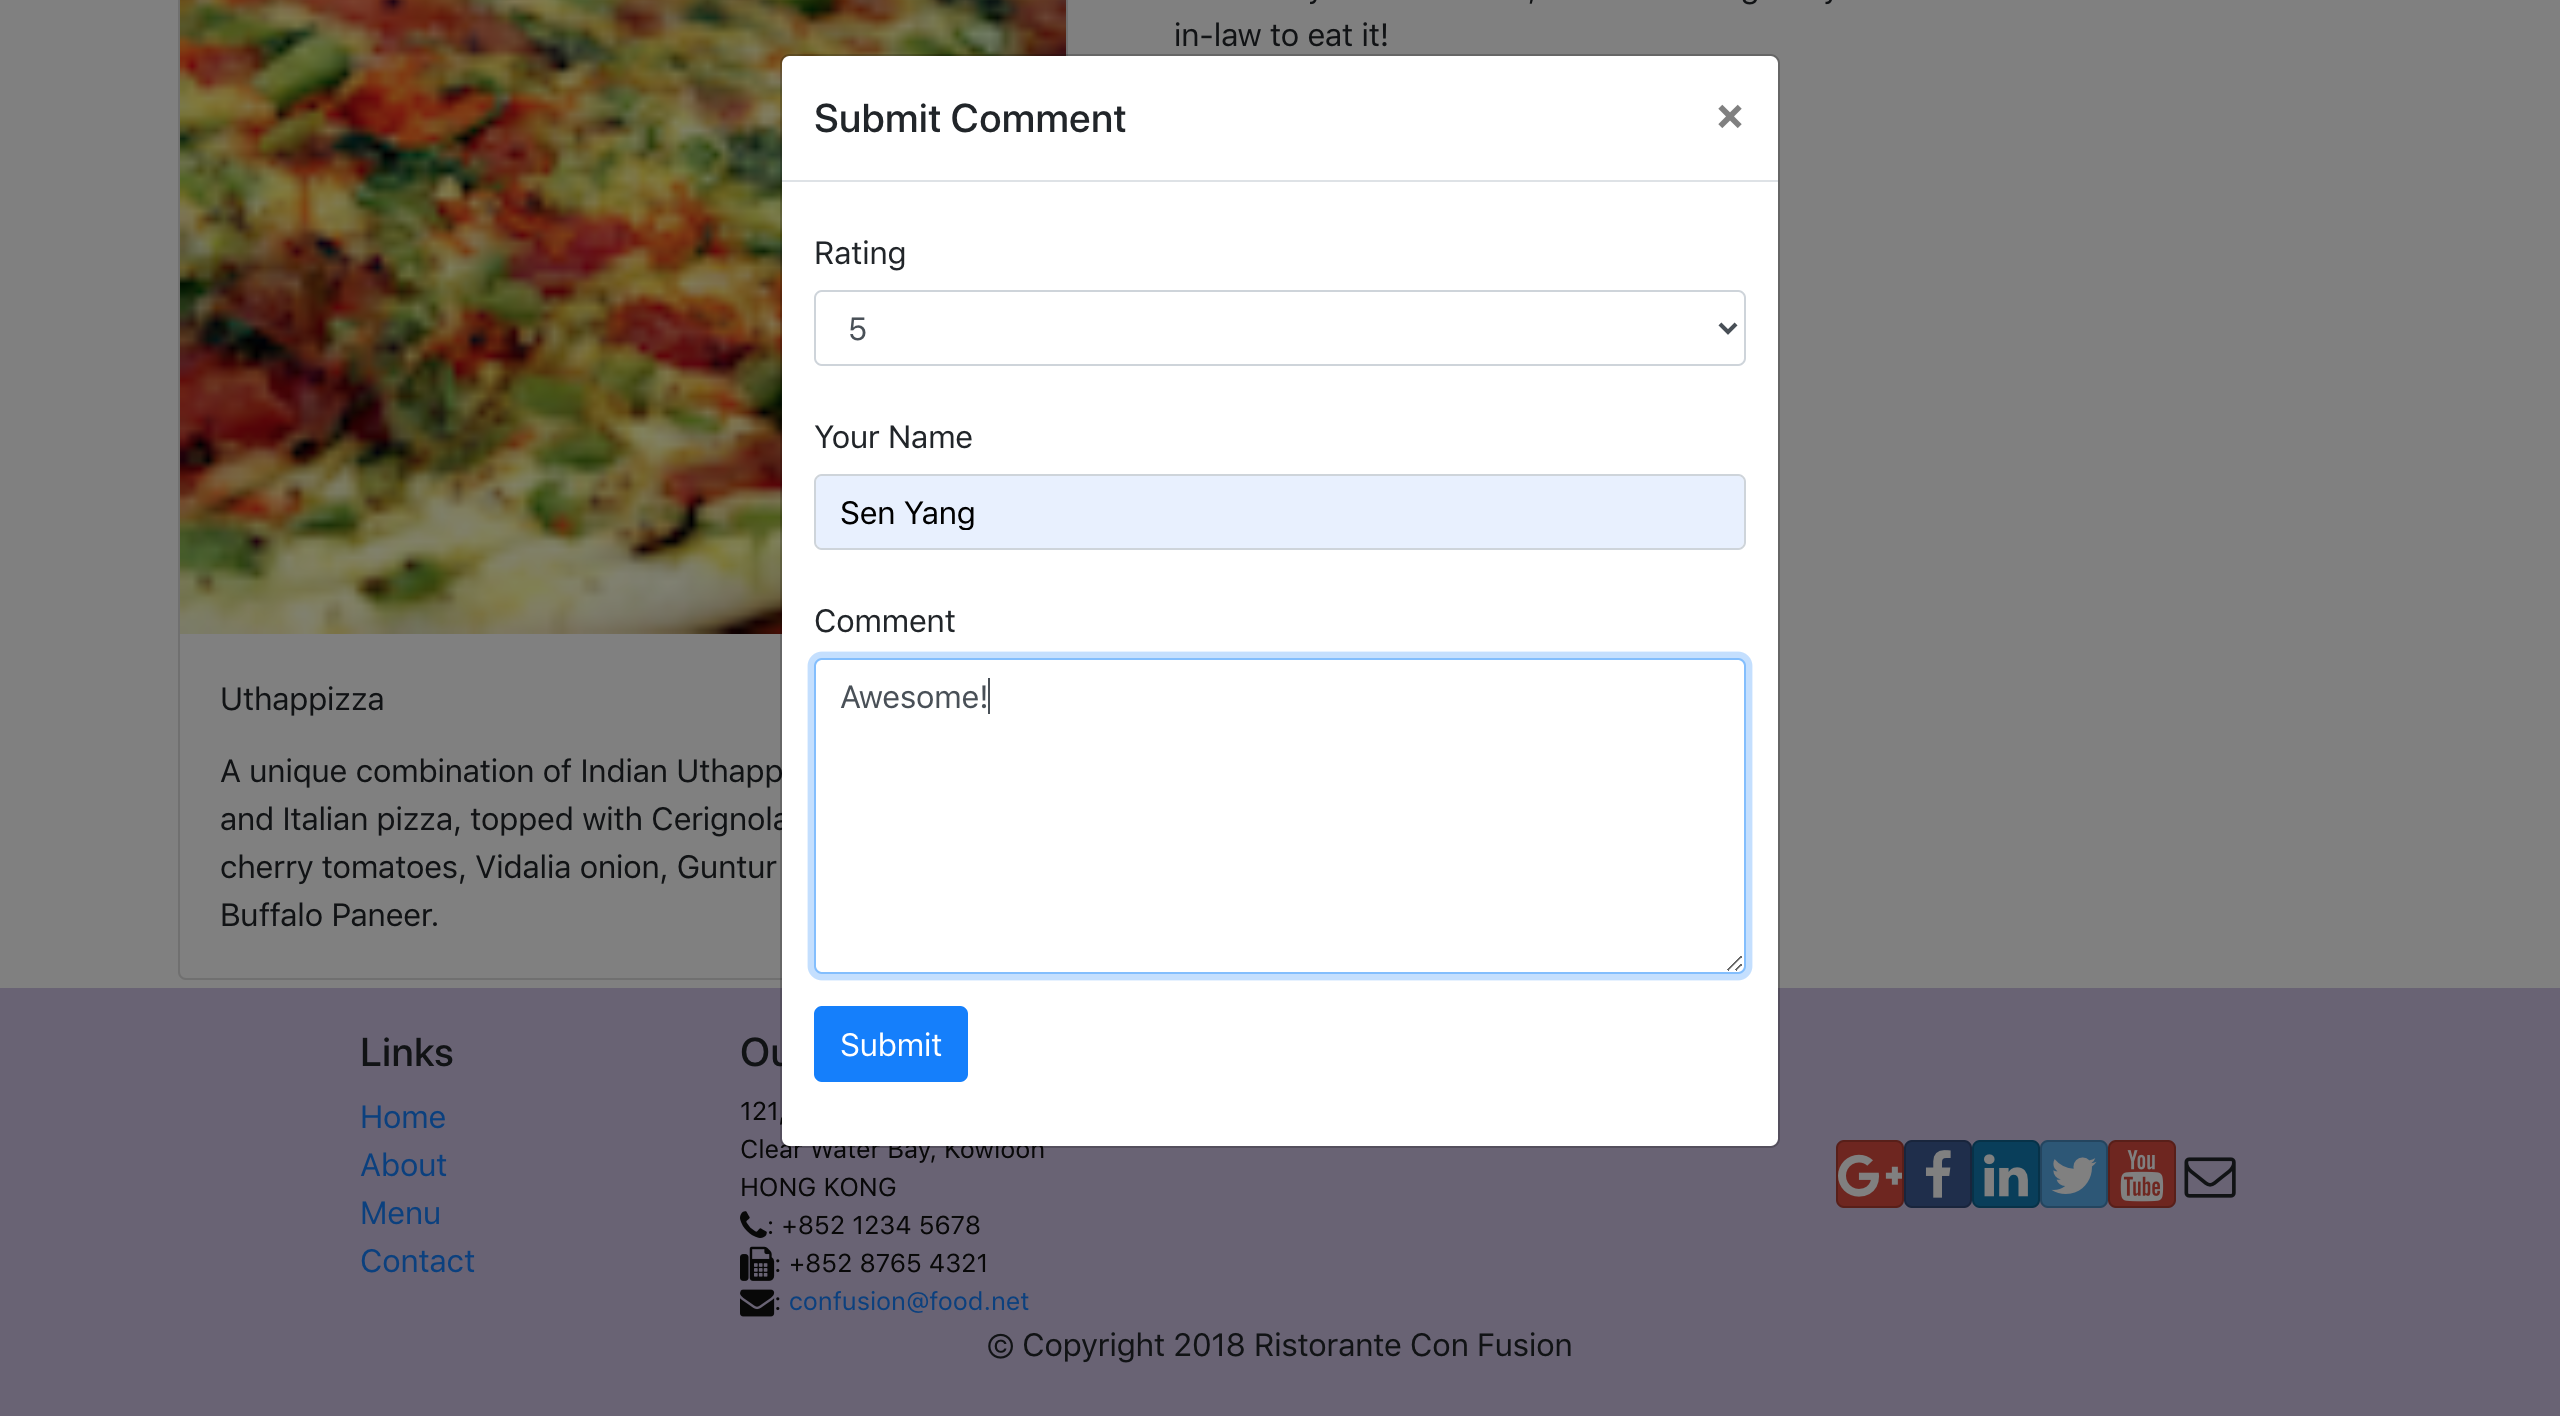 in-law to eat it!
Submit Comment
×
Rating
5
Your Name
Sen Yang
Comment
Awesome!
Submit
Uthappizza
A unique combination of Indian Uthapp
and Italian pizza, topped with Cerignola
cherry tomatoes, Vidalia onion, Guntur
Buffalo Paneer.
Links
Home
About
Menu
Contact
121,
Clear Water Bay, Kowloon
HONG KONG
: +852 1234 5678
: +852 8765 4321
: confusion@food.net
G+
f
in
You
Tube
© Copyright 2018 Ristorante Con Fusion